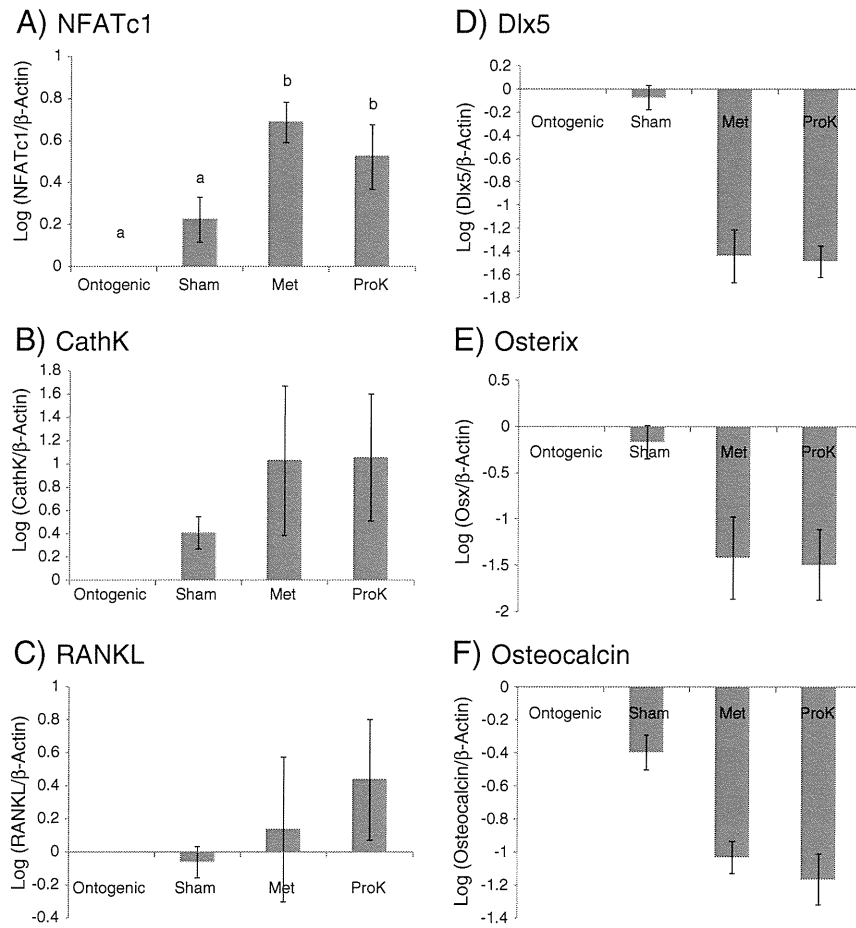 A) NFATc1
Log (NFATc1/β-Actin)
1
0.8
0.6
0.4
0.2
0
a
a
b
b
Ontogenic Sham Met ProK
B) CathK
Log (CathK/β-Actin)
1.8
1.6
1.4
1.2
1
0.8
0.6
0.4
0.2
0
Ontogenic Sham Met ProK
C) RANKL
Log (RANKL/β-Actin)
1
0.8
0.6
0.4
0.2
0
-0.2
-0.4
Ontogenic Sham Met ProK
D) Dlx5
Log (Dlx5/β-Actin)
0.2
0
-0.2
-0.4
-0.6
-0.8
-1
-1.2
-1.4
-1.6
-1.8
Ontogenic Sham Met ProK
E) Osterix
Log (Osx/β-Actin)
0.5
0
-0.5
-1
-1.5
-2
Ontogenic Sham Met ProK
F) Osteocalcin
Log (Osteocalcin/β-Actin)
0
-0.2
-0.4
-0.6
-0.8
-1
-1.2
-1.4
Ontogenic Sham Met ProK